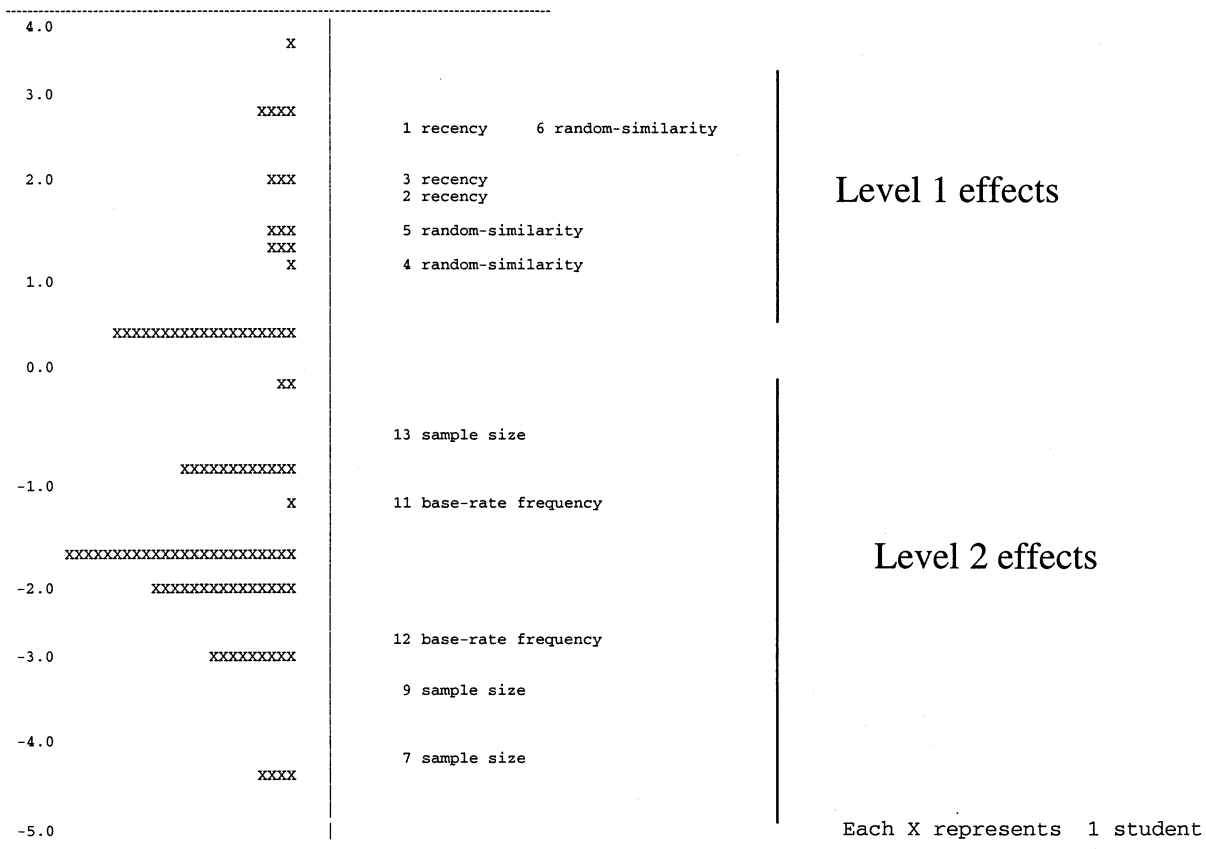 4.0
X
3.0
XXXX
1 recency 6 random-similarity
2.0 XXX 3 recency
2 recency
Level 1 effects
XXX 5 random-similarity
XXX
X 4 random-similarity
1.0
XXXXXXXXXXXXXXXXXXX
0.0
XX
13 sample size
XXXXXXXXXXXX
-1.0
X 11 base-rate frequency
XXXXXXXXXXXXXXXXXXXXXXXX
Level 2 effects
-2.0 XXXXXXXXXXXXXXX
12 base-rate frequency
-3.0 XXXXXXXXX
9 sample size
-4.0
7 sample size
XXXX
-5.0
Each X represents 1 student